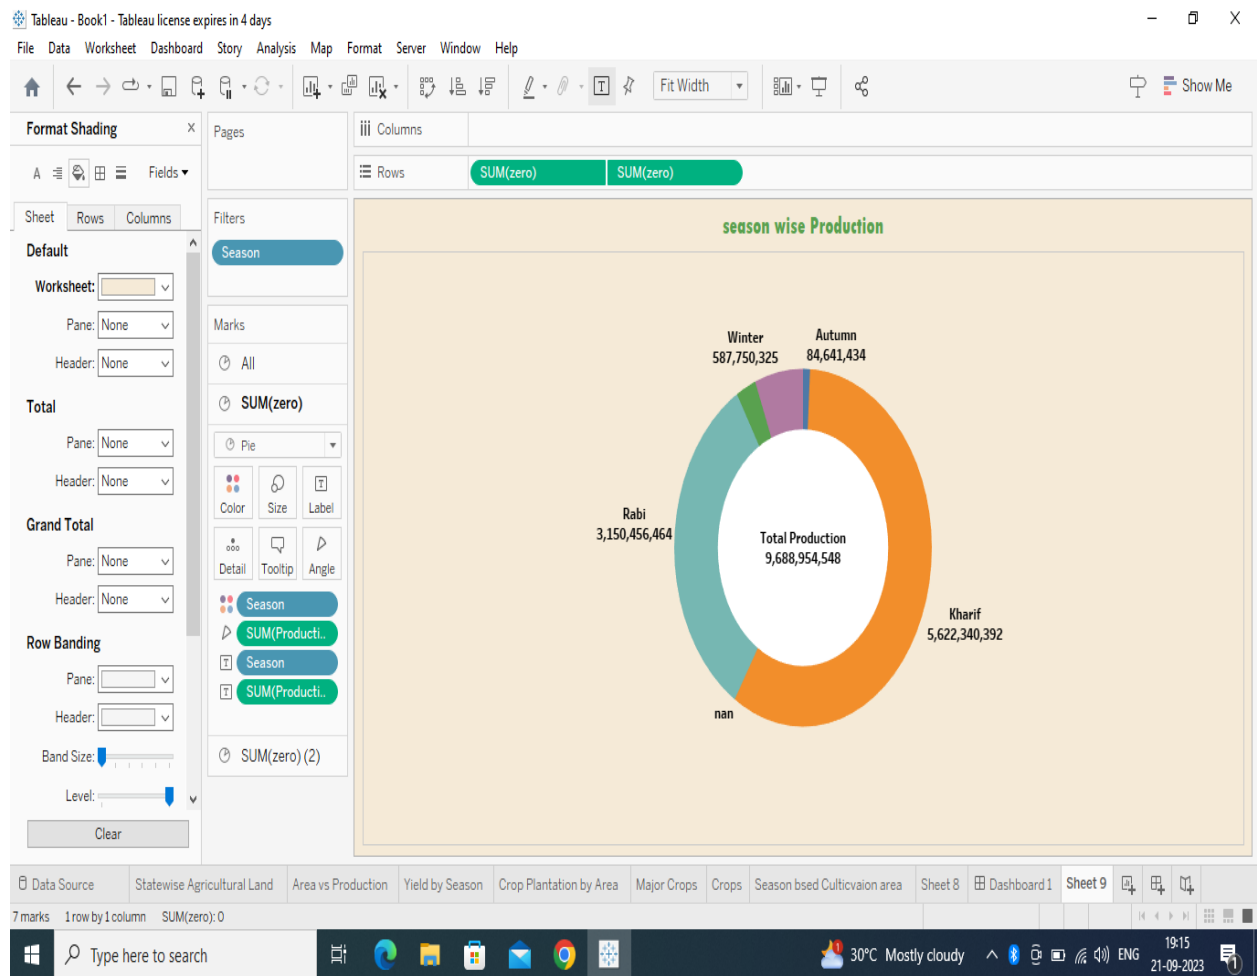 Tableau - Book1 - Tableau license expires in 4 days
File Data Worksheet Dashboard Story Analysis Map Format Server Window Help
Fit Width
Show Me
Format Shading
Fields
Sheet Rows Columns
Default
Worksheet:
Pane: None
Header: None
Total
Pane: None
Header: None
Grand Total
Pane: None
Header: None
Row Banding
Pane:
Header:
Band Size:
Level:
Clear
Pages
Filters
Season
Marks
All
SUM(zero)
Pie
Color Size Label
Detail Tooltip Angle
Season
SUM(Producti..
Season
SUM(Producti..
SUM(zero) (2)
Columns
Rows SUM(zero) SUM(zero)
season wise Production
Winter
587,750,325
Autumn
84,641,434
Rabi
3,150,456,464
Total Production
9,688,954,548
Kharif
5,622,340,392
nan
Data Source Statewise Agricultural Land Area vs Production Yield by Season Crop Plantation by Area Major Crops Crops Season bsed Culticvaion area Sheet 8 Dashboard 1 Sheet 9
7 marks 1 row by 1 column SUM(zero): 0
Type here to search
30°C Mostly cloudy
ENG
19:15
21-09-2023
1